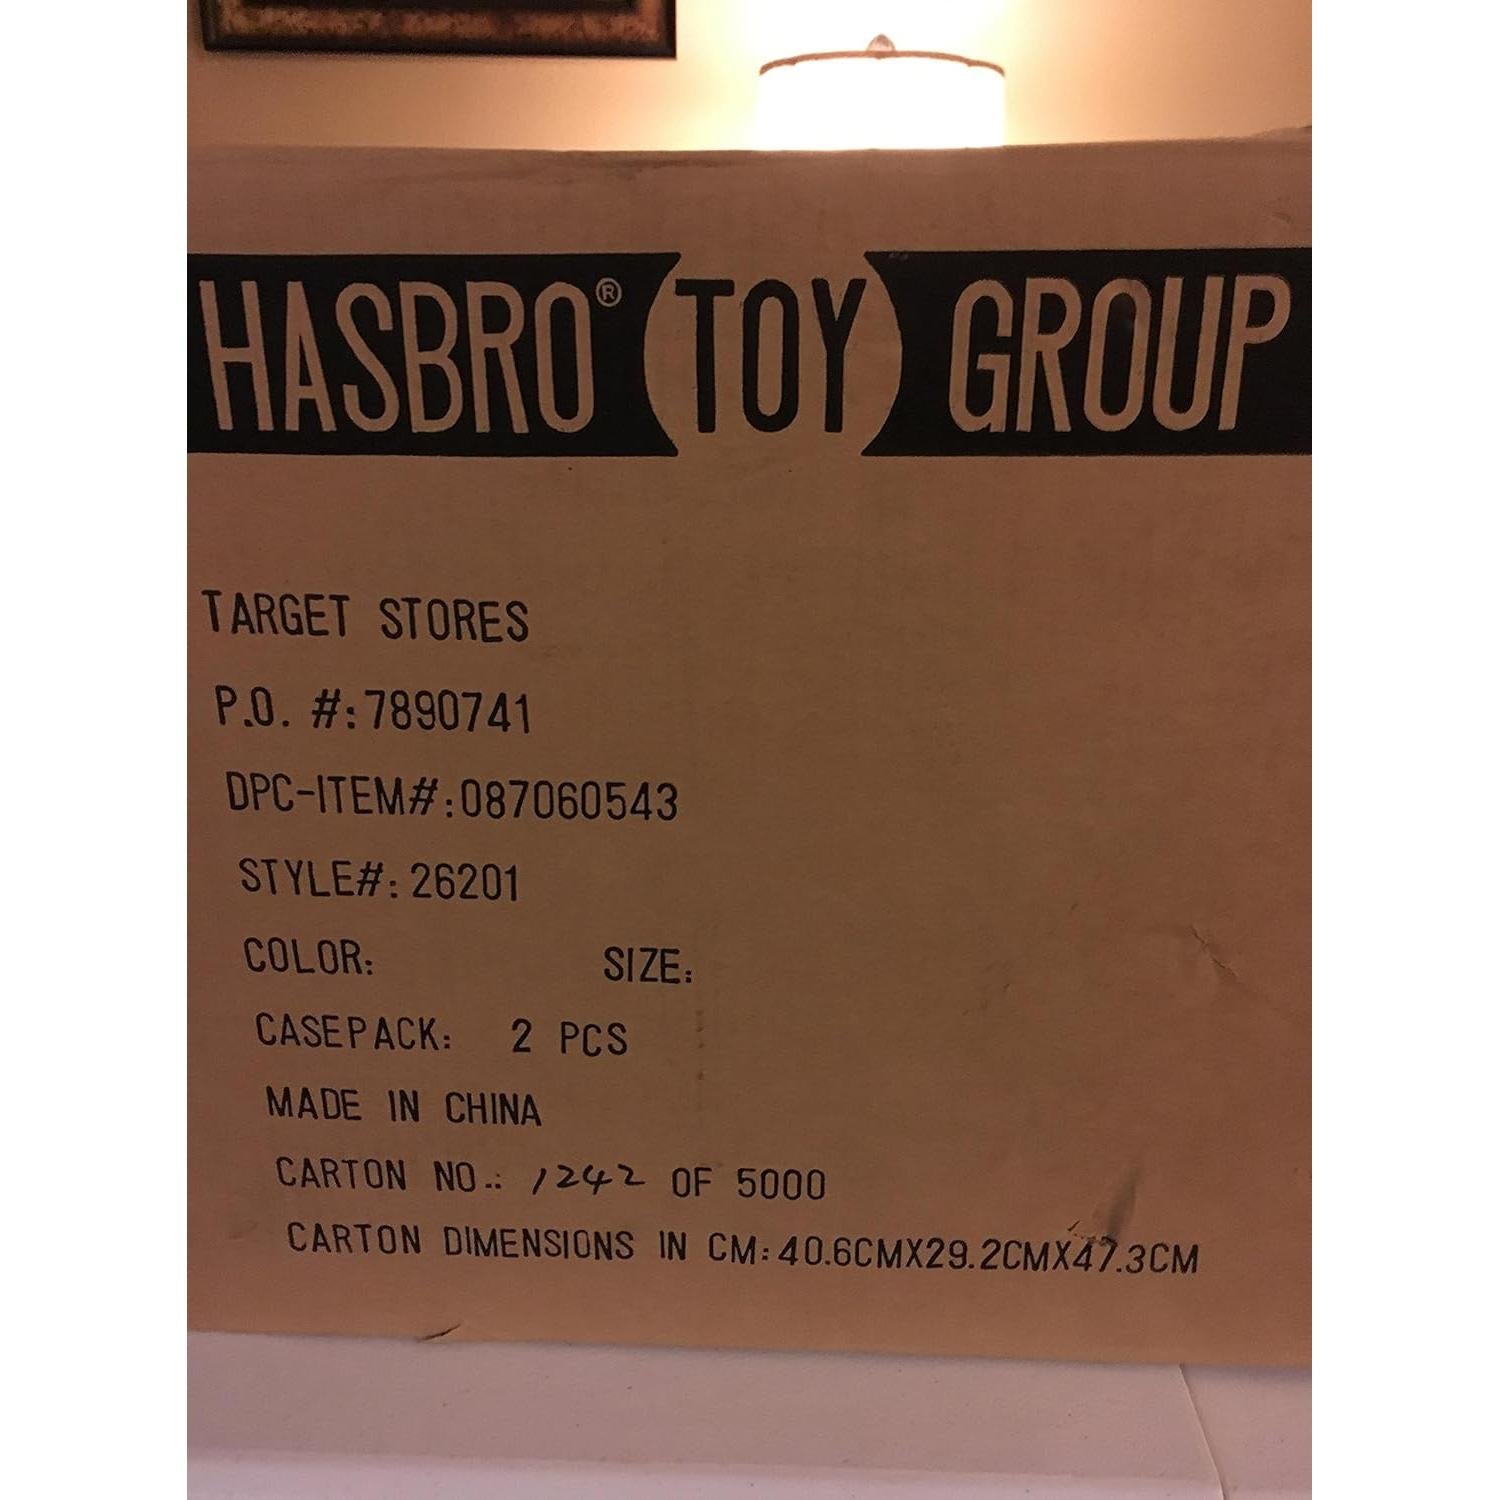 HASBRO® TOY GROUP
TARGET STORES
P.O. #:7890741
DPC-ITEM#:087060543
STYLE#: 26201
COLOR: SIZE:
CASEPACK: 2 PCS
MADE IN CHINA
CARTON NO.: 1242 OF 5000
CARTON DIMENSIONS IN CM: 40.6CMX29.2CMX47.3CM